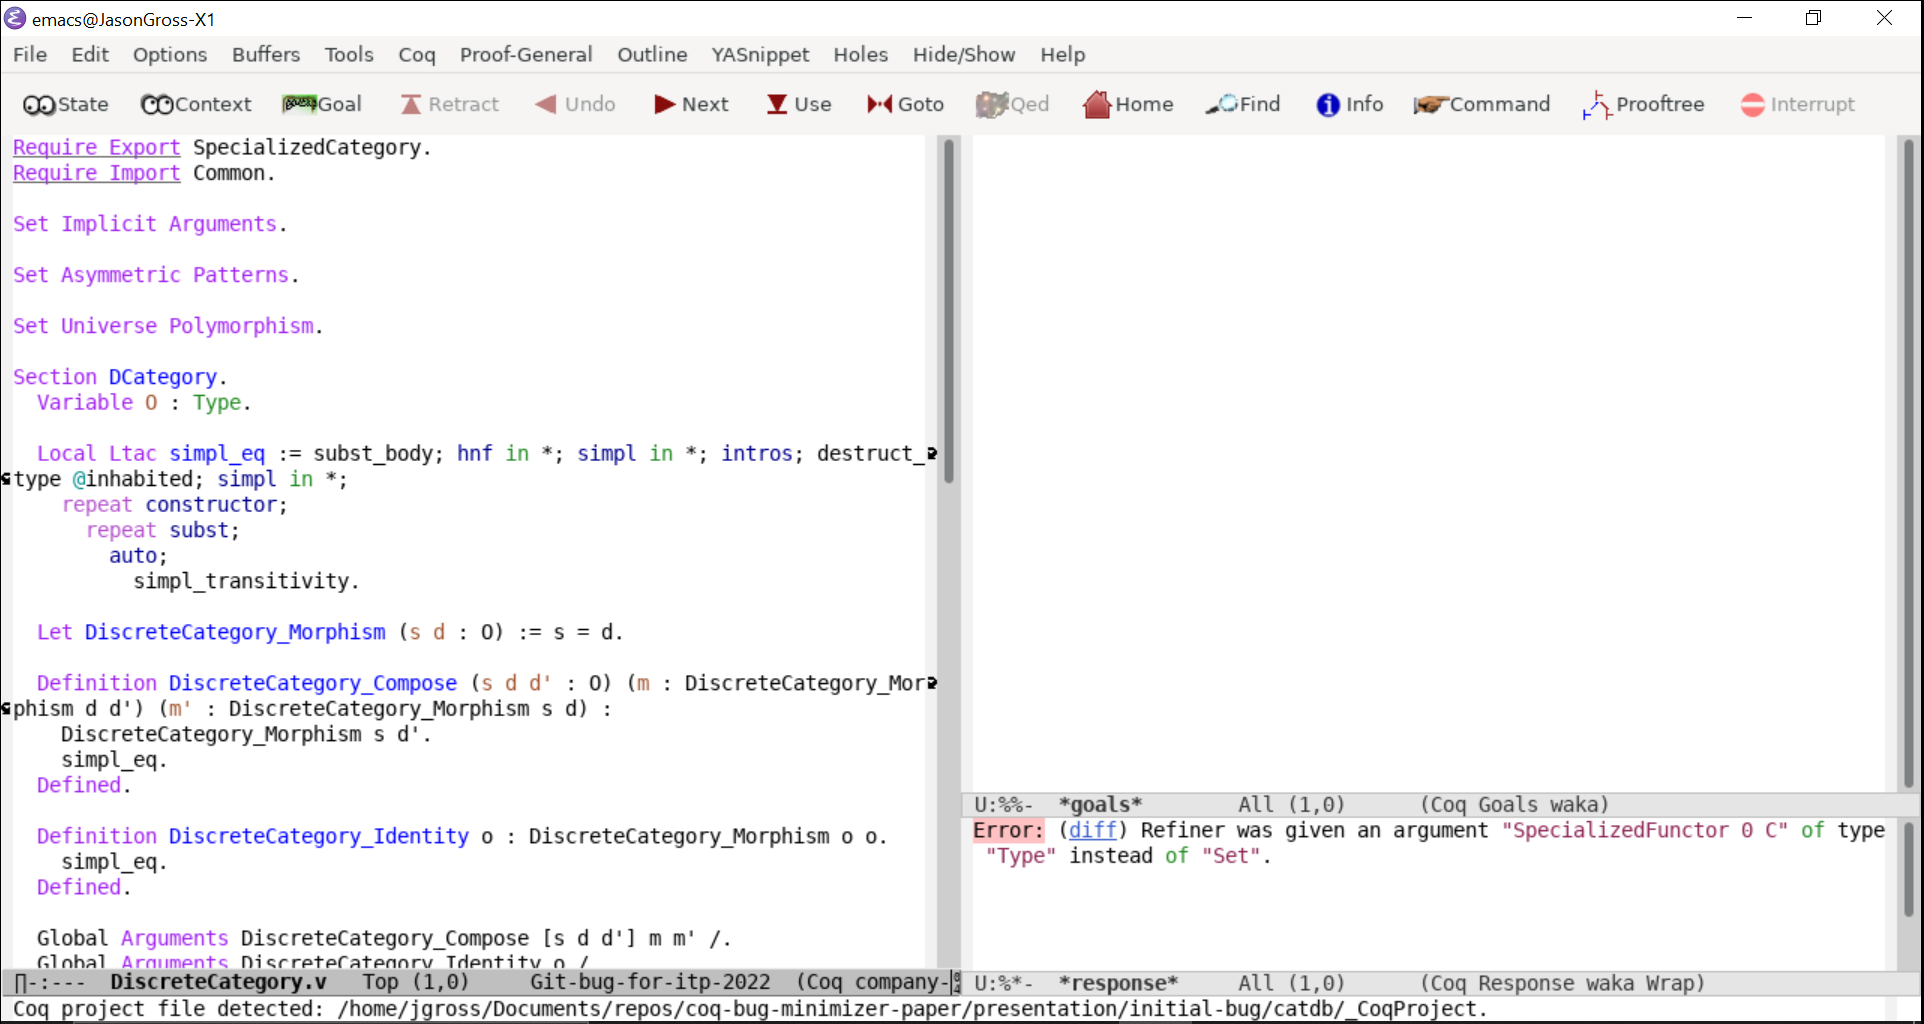 emacs@JasonGross-X1
File Edit Options Buffers Tools Coq Proof-General Outline YASnippet Holes Hide/Show Help
State Context Goal Retract Undo Next Use Goto Qed Home Find Info Command Prooftree Interrupt
Require Export SpecializedCategory.
Require Import Common.
Set Implicit Arguments.
Set Asymmetric Patterns.
Set Universe Polymorphism.
Section DCategory.
Variable O : Type.
Local Ltac simpl_eq := subst_body; hnf in *; simpl in *; intros; destruct_
type @inhabited; simpl in *;
repeat constructor;
repeat subst;
auto;
simpl_transitivity.
Let DiscreteCategory_Morphism (s d : O) := s = d.
Definition DiscreteCategory_Compose (s d d' : O) (m : DiscreteCategory_Mor
phism d d') (m' : DiscreteCategory_Morphism s d) :
DiscreteCategory_Morphism s d'.
simpl_eq.
Defined.
Definition DiscreteCategory_Identity o : DiscreteCategory_Morphism o o.
simpl_eq.
Defined.
Global Arguments DiscreteCategory_Compose [s d d'] m m' /.
Global Arguments DiscreteCategory_Identity o /
∏-:--- DiscreteCategory.v Top (1,0) Git-bug-for-itp-2022 (Coq company-
U:%%- *goals* All (1,0) (Coq Goals waka)
Error: (diff) Refiner was given an argument "SpecializedFunctor 0 C" of type
"Type" instead of "Set".
U:%*- *response* All (1,0) (Coq Response waka Wrap)
Coq project file detected: /home/jgross/Documents/repos/coq-bug-minimizer-paper/presentation/initial-bug/catdb/_CoqProject.